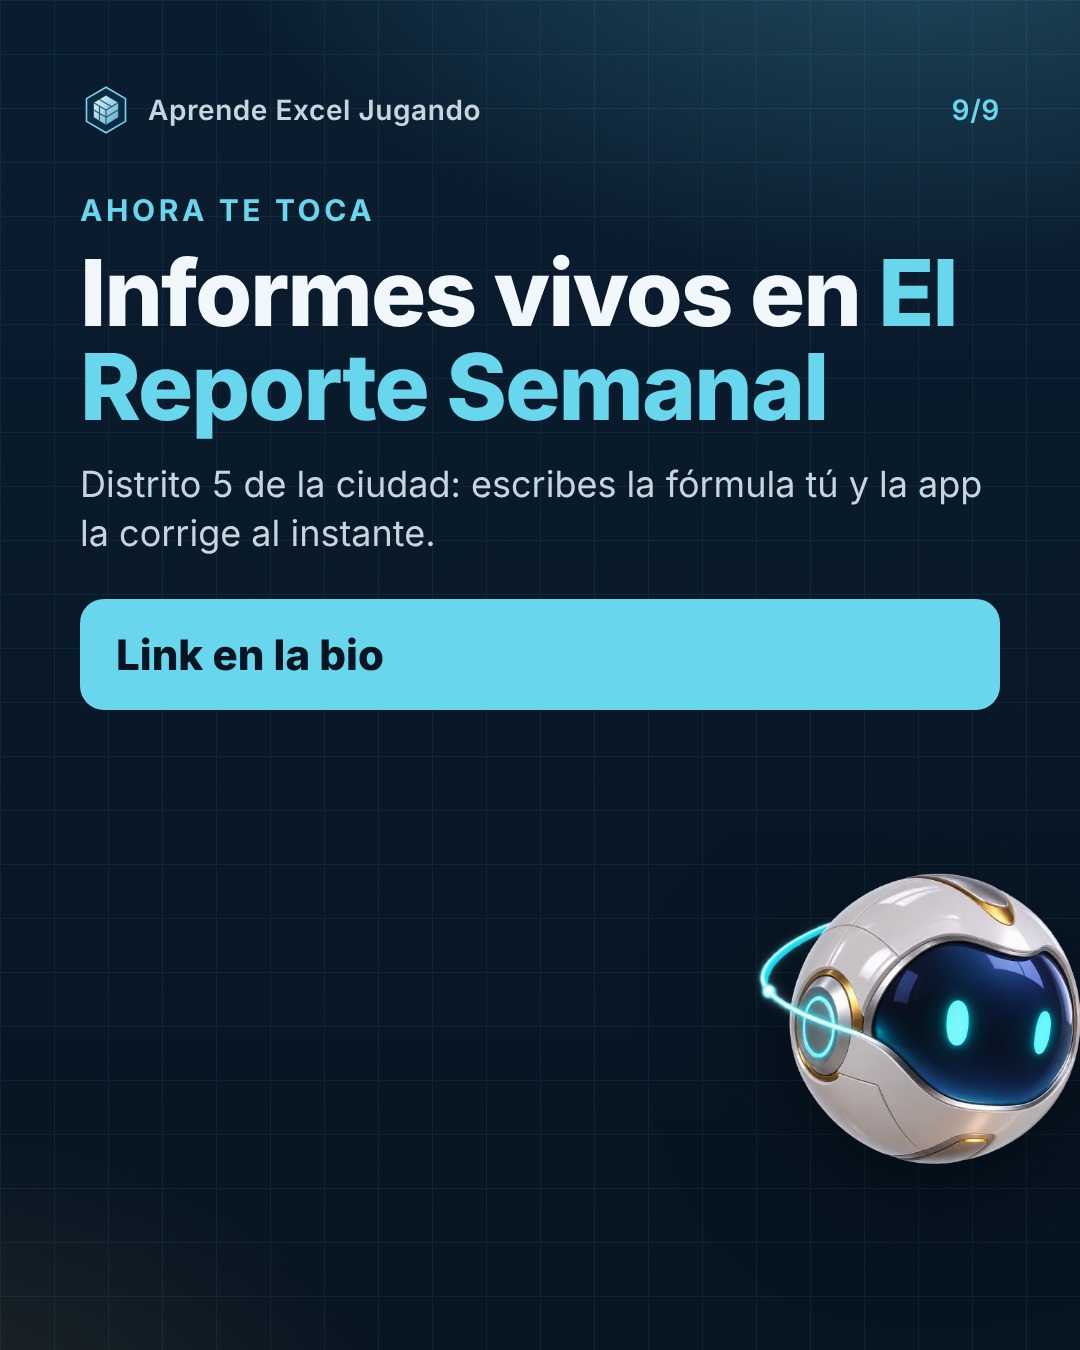 Aprende Excel Jugando
9/9
AHORA TE TOCA
Informes vivos en El
Reporte Semanal
Distrito 5 de la ciudad: escribes la fórmula tú y la app
la corrige al instante.
Link en la bio